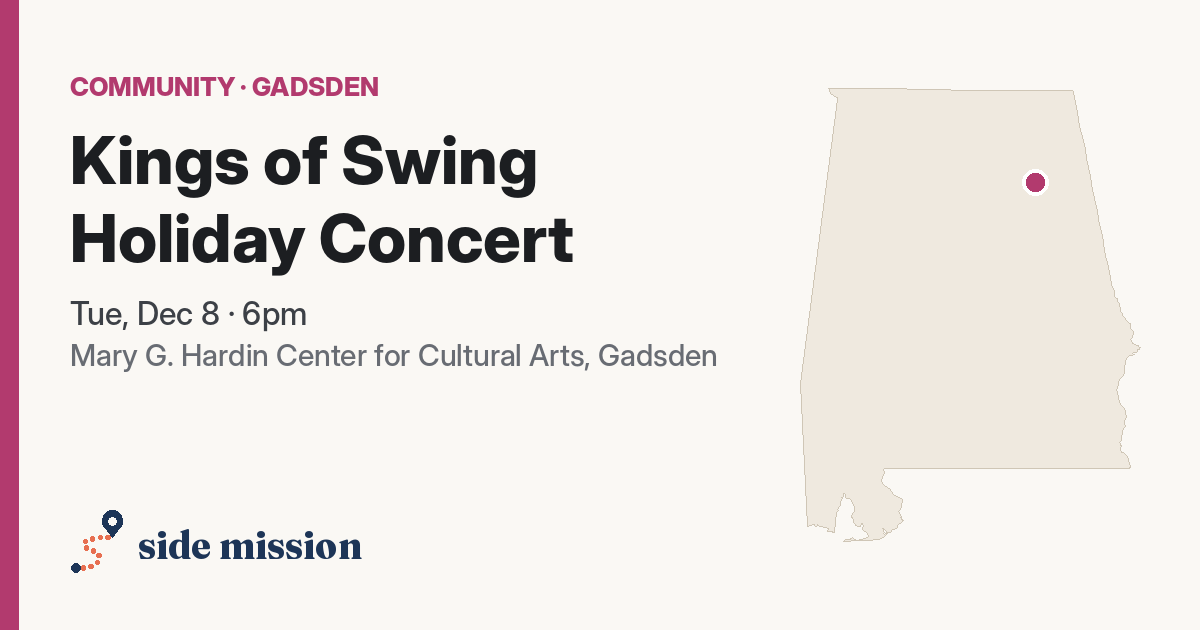 COMMUNITY · GADSDEN
Kings of Swing
Holiday Concert
Tue, Dec 8 · 6pm
Mary G. Hardin Center for Cultural Arts, Gadsden
side mission